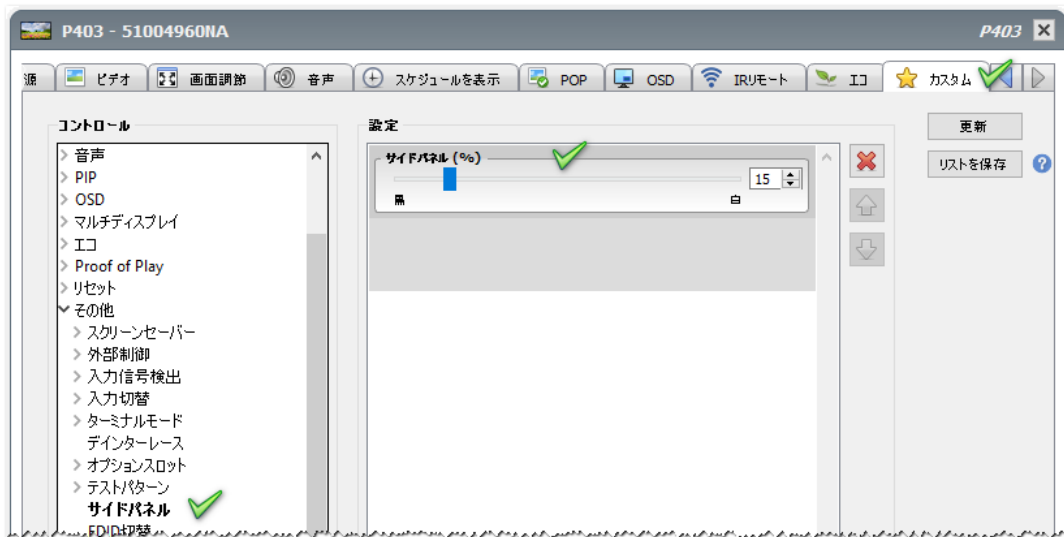 P403 - 51004960NA P403
源 ビデオ 画面調節 音声 スケジュールを表示 POP OSD IRリモート エコ カスタム
コントロール
音声
PIP
OSD
マルチディスプレイ
エコ
Proof of Play
リセット
その他
スクリーンセーバー
外部制御
入力信号検出
入力切替
ターミナルモード
デインターレース
オプションスロット
テストパターン
サイドパネル
EDID切替
設定
サイドパネル (%)
15
黒 白
更新
リストを保存